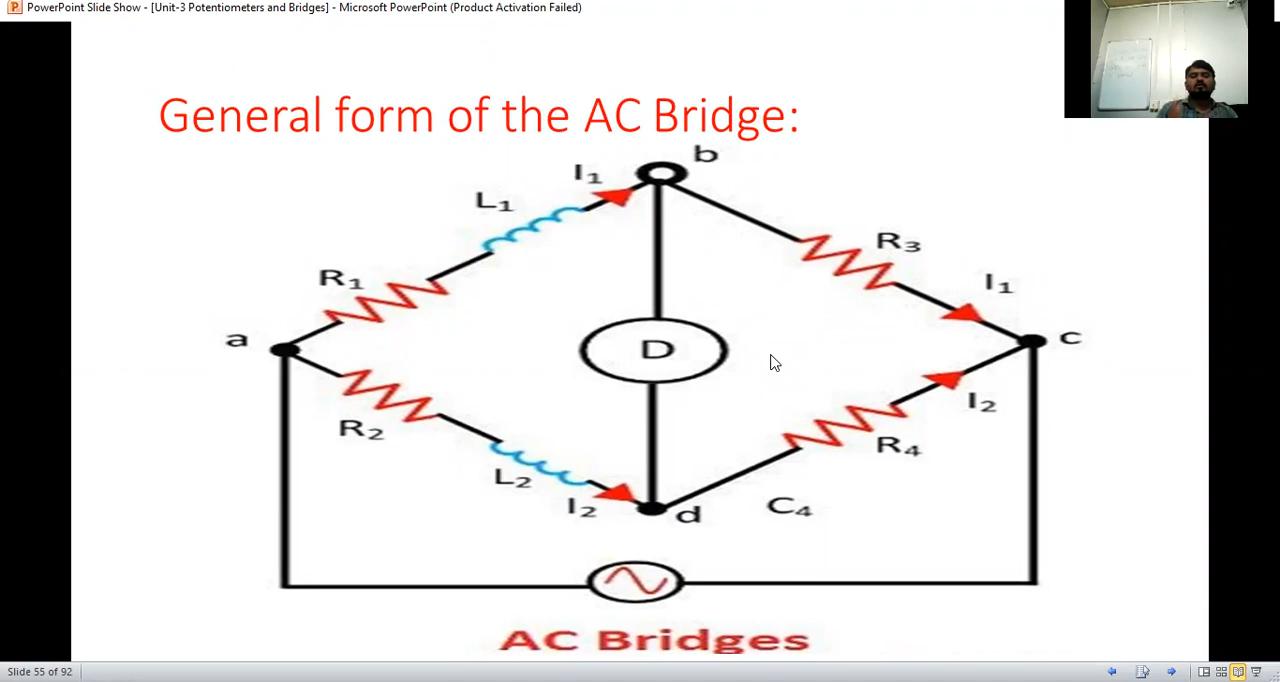 PowerPoint Slide Show - [Unit-3 Potentiometers and Bridges] - Microsoft PowerPoint (Product Activation Failed)
General form of the AC Bridge:
b
I1
L1
R3
R1
I1
a
D
c
I2
R2
R4
L2
I2
d
C4
AC Bridges
Slide 55 of 92